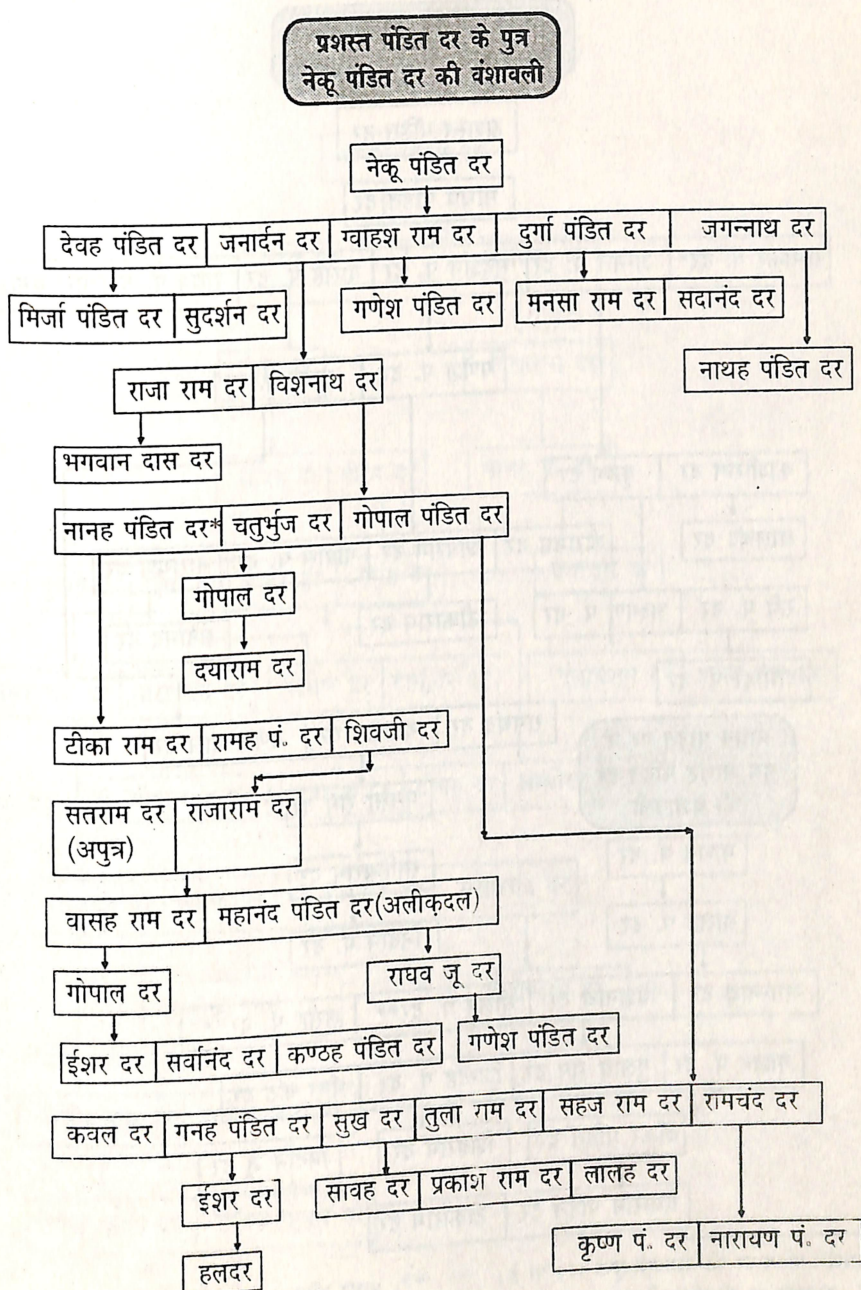 प्रशस्त पंडित दर के पुत्र
नेकू पंडित दर की वंशावली
नेकू पंडित दर
देवह पंडित दर जनार्दन दर ग्वाहश राम दर दुर्गा पंडित दर जगन्नाथ दर
मिर्जा पंडित दर सुदर्शन दर गणेश पंडित दर मनसा राम दर सदानंद दर
नाथह पंडित दर
राजा राम दर विशनाथ दर
भगवान दास दर
नानह पंडित दर* चतुर्भुज दर गोपाल पंडित दर
गोपाल दर
दयाराम दर
टीका राम दर रामह पं. दर शिवजी दर
सतराम दर राजाराम दर
(अपुत्र)
वासह राम दर महानंद पंडित दर(अलीक़दल)
गोपाल दर राघव जू दर
ईशर दर सर्वानंद दर कण्ठह पंडित दर गणेश पंडित दर
कवल दर गनह पंडित दर सुख दर तुला राम दर सहज राम दर रामचंद दर
ईशर दर सावह दर प्रकाश राम दर लालह दर
हलदर कृष्ण पं. दर नारायण पं. दर